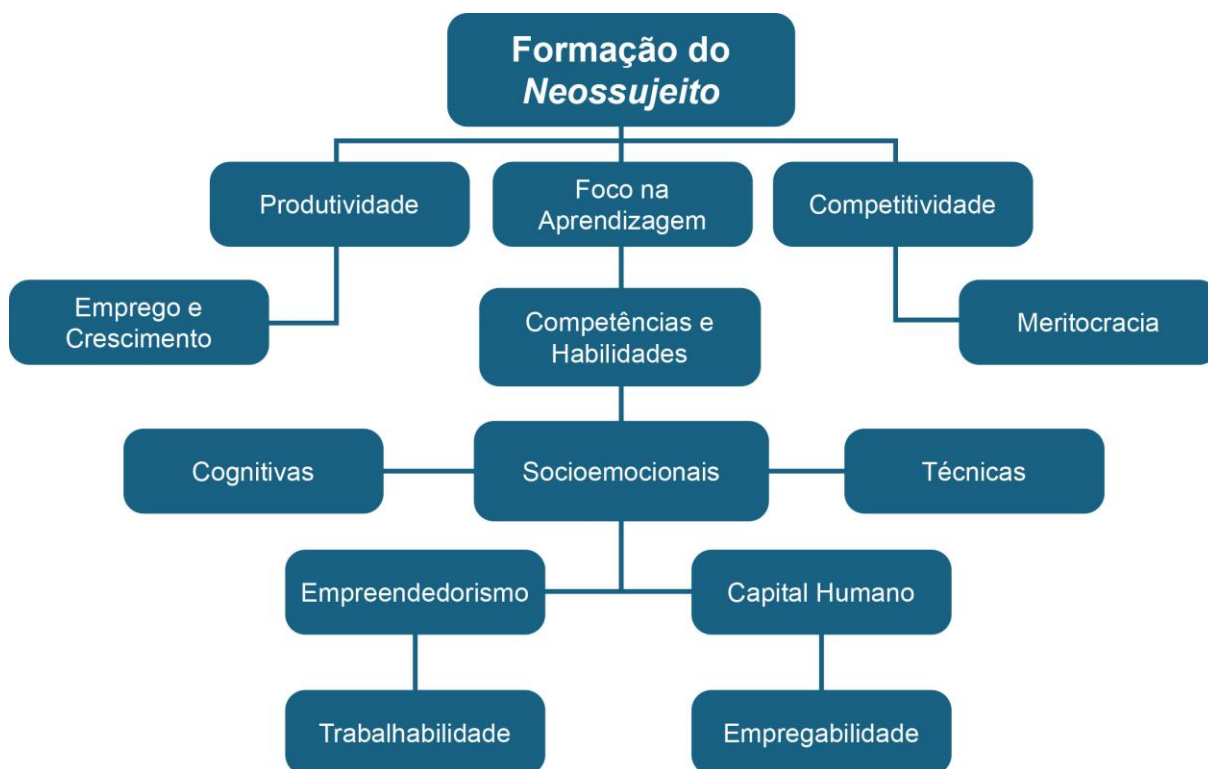 Formação do
Neossujeito
Produtividade
Foco na
Aprendizagem
Competitividade
Emprego e
Crescimento
Competências e
Habilidades
Meritocracia
Cognitivas
Socioemocionais
Técnicas
Empreendedorismo
Capital Humano
Trabalhabilidade
Empregabilidade